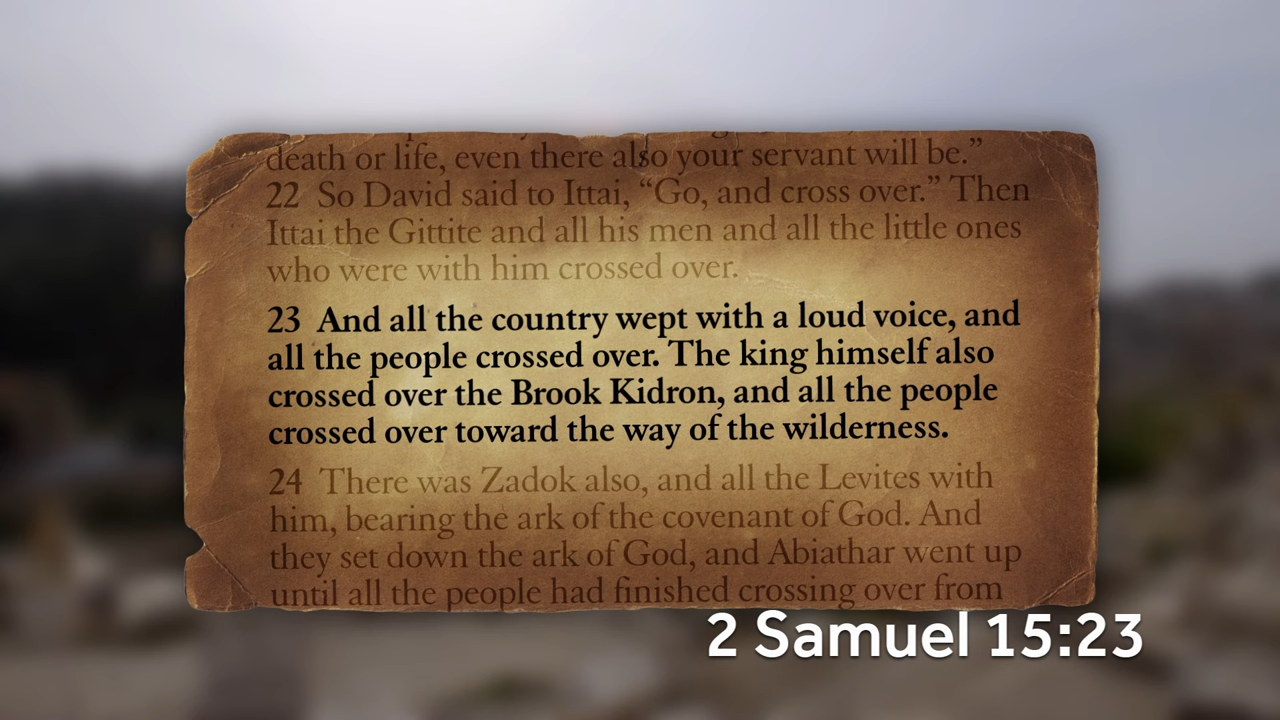 death or life, even there also your servant will be.”
22 So David said to Ittai, “Go, and cross over.” Then
Ittai the Gittite and all his men and all the little ones
who were with him crossed over.
23 And all the country wept with a loud voice, and
all the people crossed over. The king himself also
crossed over the Brook Kidron, and all the people
crossed over toward the way of the wilderness.
24 There was Zadok also, and all the Levites with
him, bearing the ark of the covenant of God. And
they set down the ark of God, and Abiathar went up
until all the people had finished crossing over from
2 Samuel 15:23